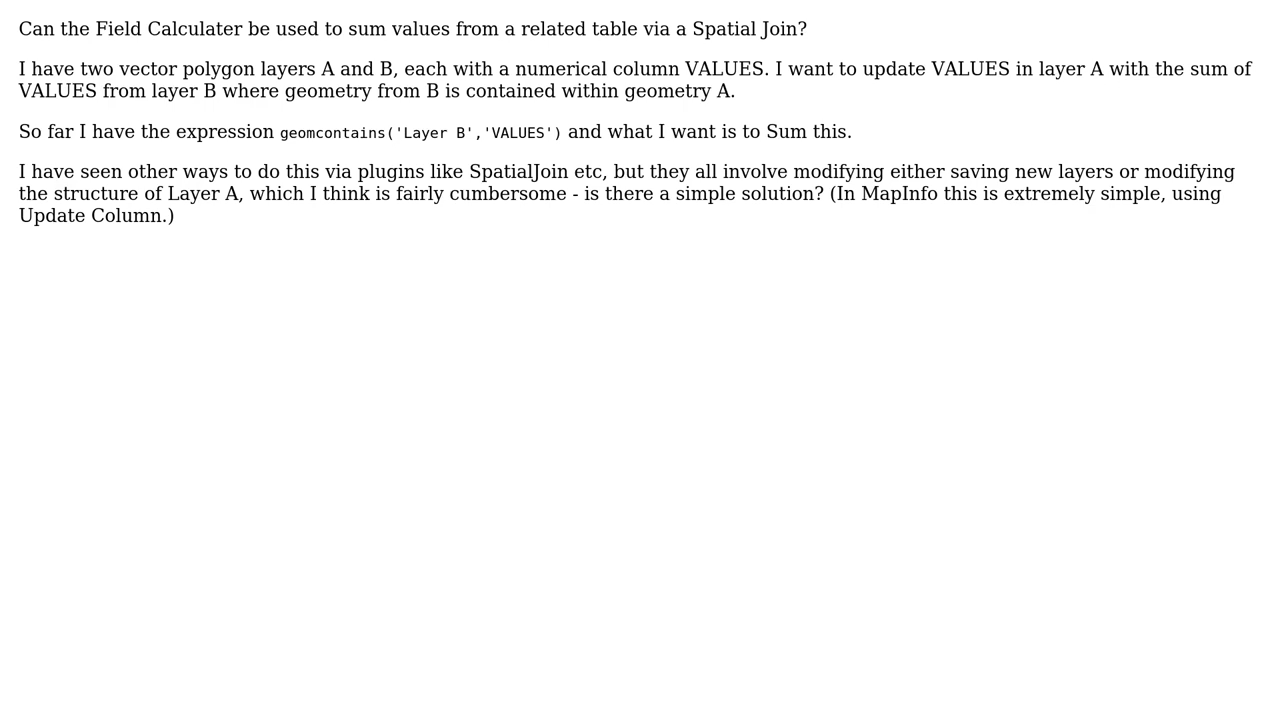 Can the Field Calculater be used to sum values from a related table via a Spatial Join?
I have two vector polygon layers A and B, each with a numerical column VALUES. I want to update VALUES in layer A with the sum of
VALUES from layer B where geometry from B is contained within geometry A.
So far I have the expression geomcontains('Layer B','VALUES') and what I want is to Sum this.
I have seen other ways to do this via plugins like SpatialJoin etc, but they all involve modifying either saving new layers or modifying
the structure of Layer A, which I think is fairly cumbersome - is there a simple solution? (In MapInfo this is extremely simple, using
Update Column.)